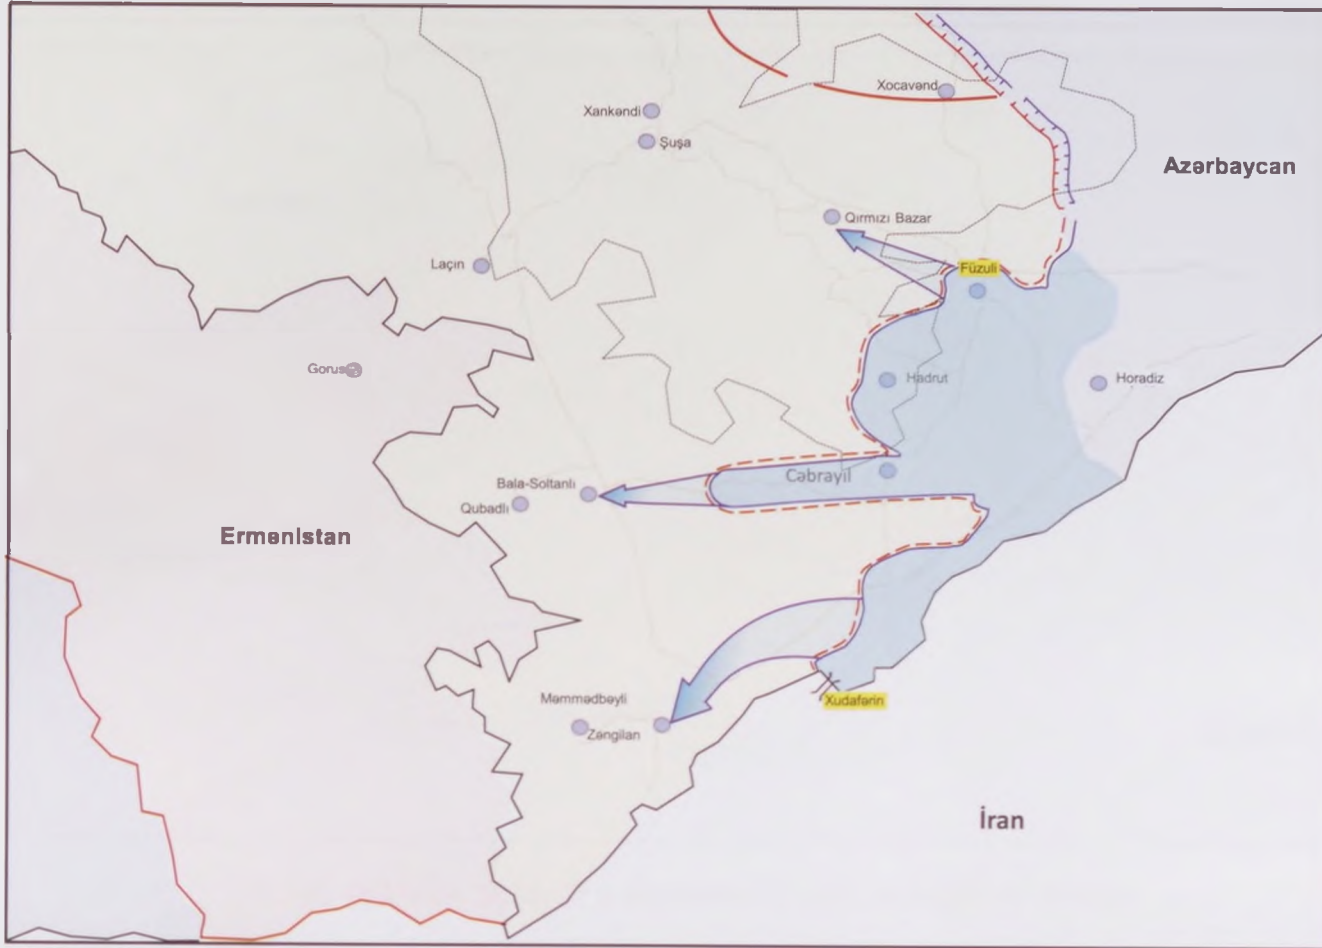 Xocavənd
Xankəndi
Şuşa
Azərbaycan
Qırmızı Bazar
Laçın
Füzuli
Gorus
Hadrut
Horadiz
Cəbrayıl
Bala-Soltanlı
Qubadlı
Ermənistan
Məmmədbəyli
Xudafərin
Zəngilan
İran